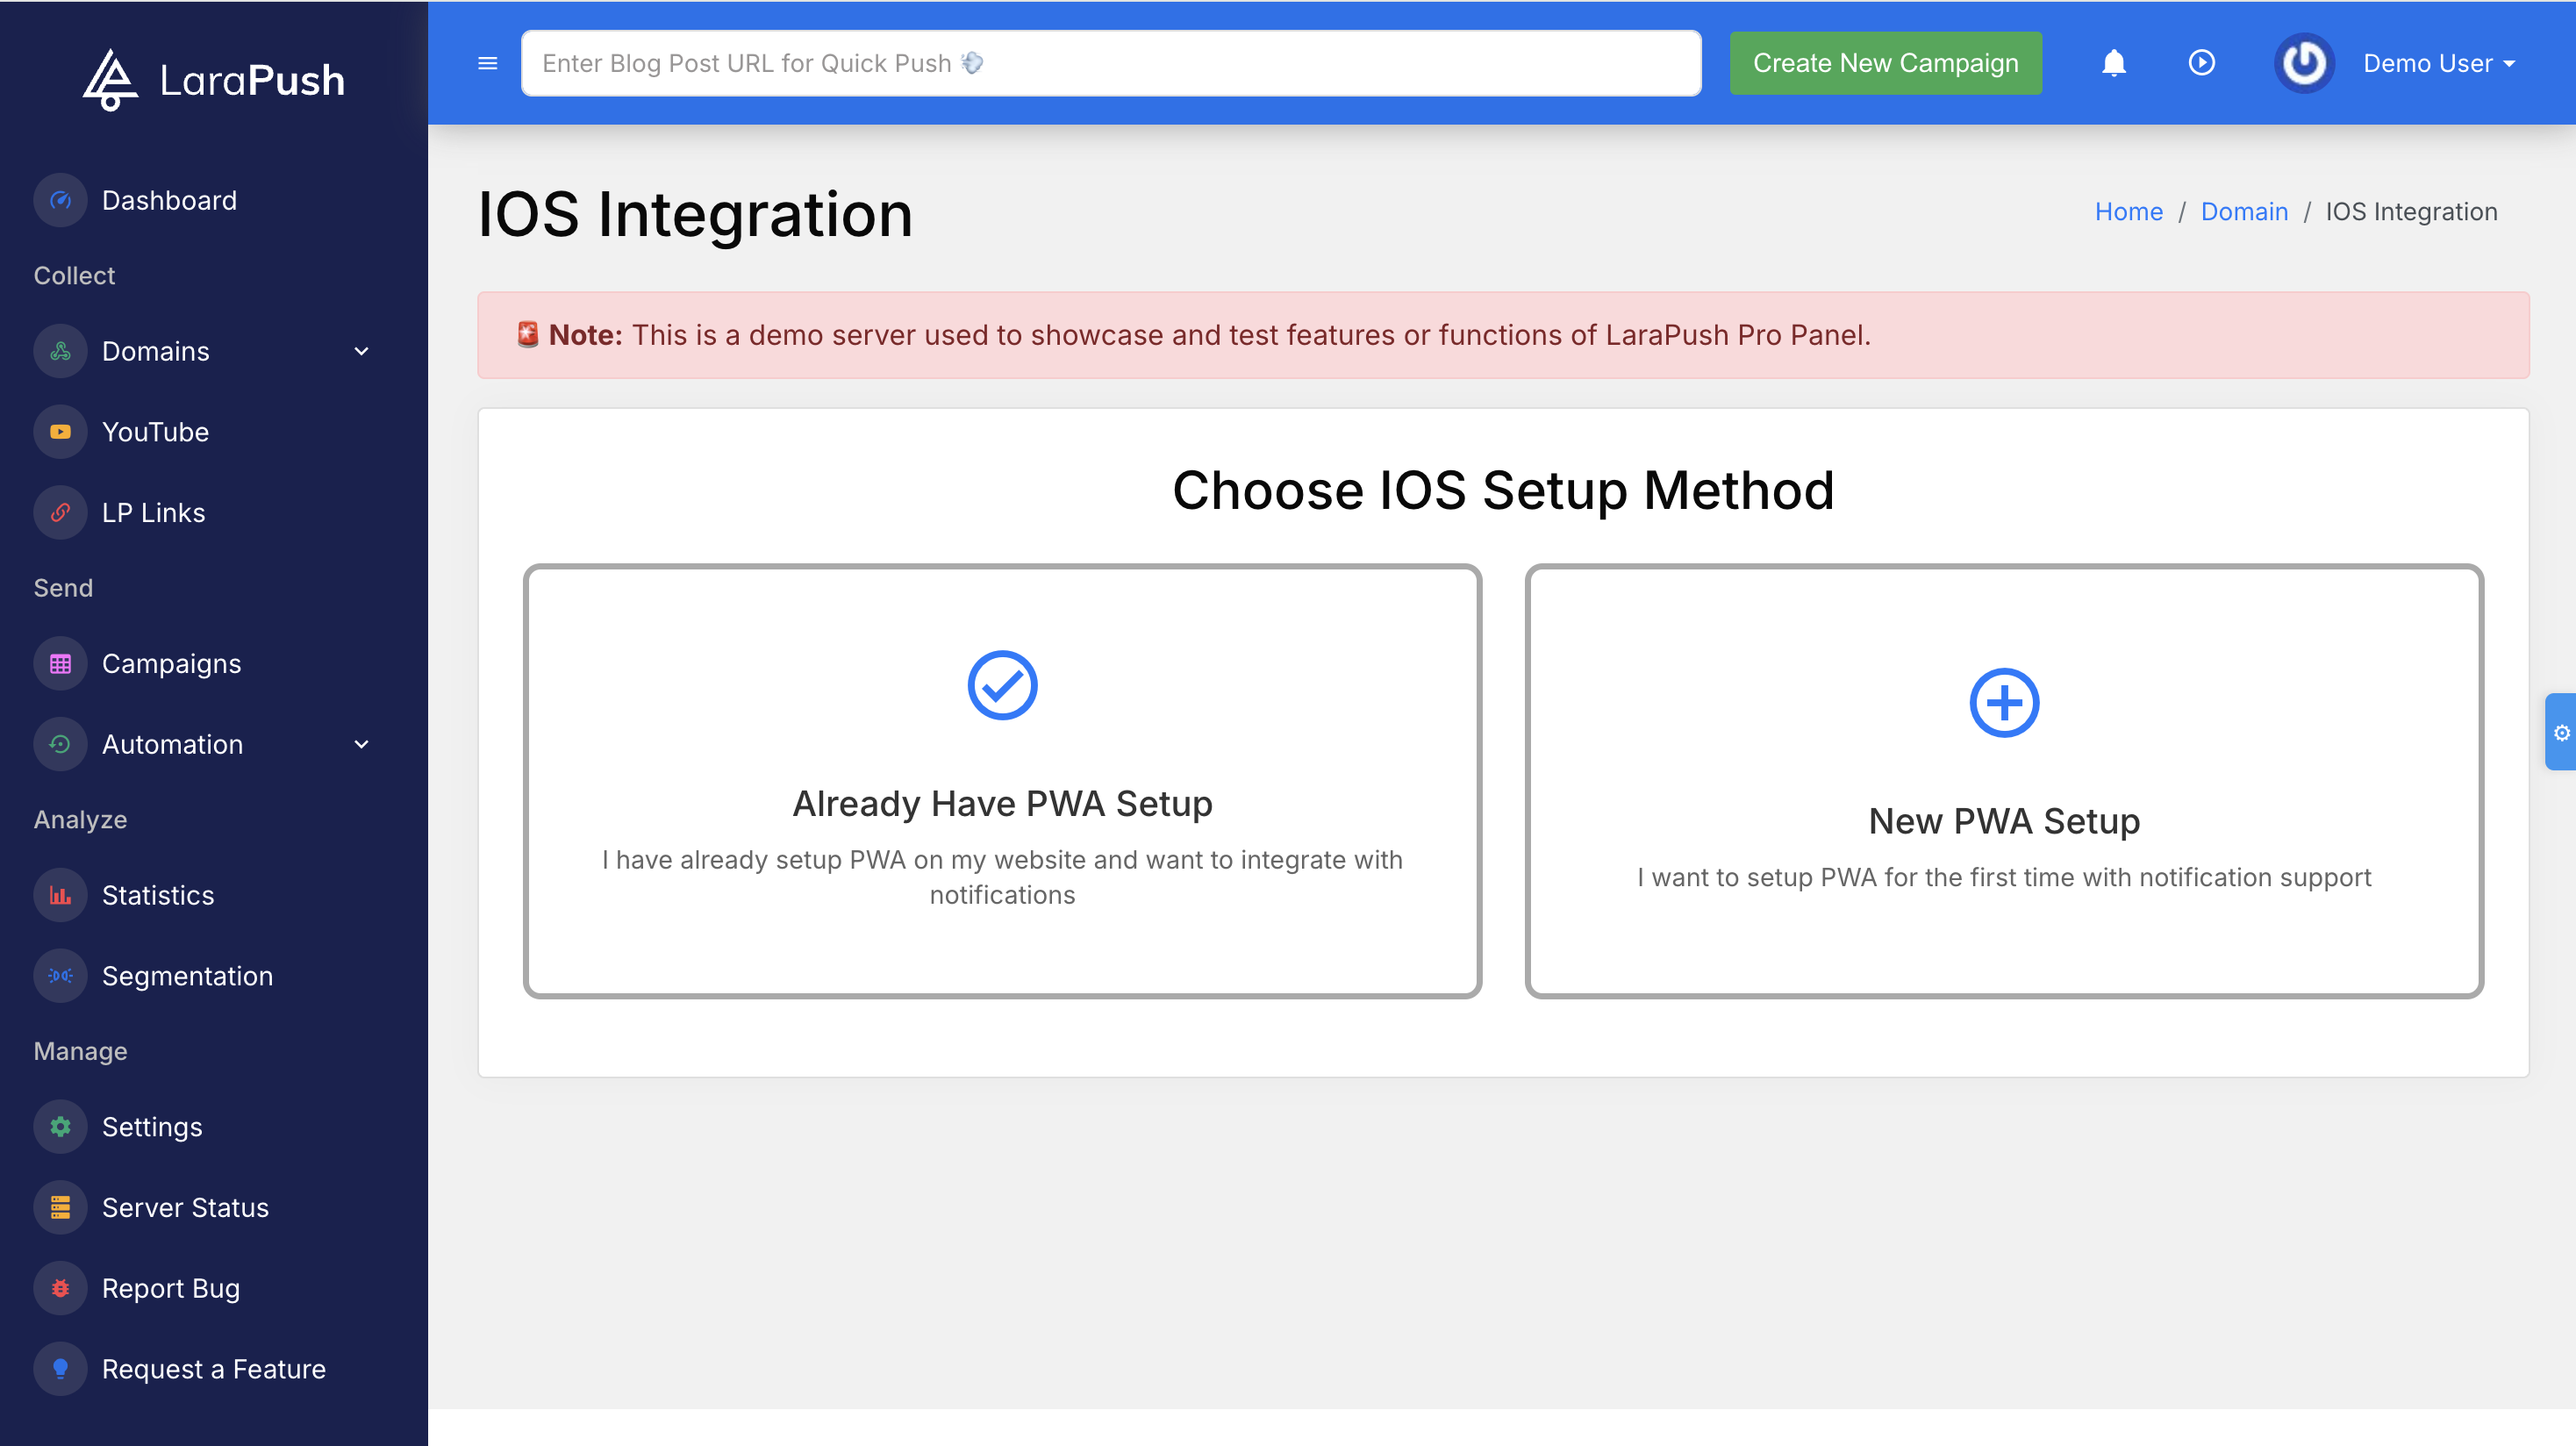 LaraPush
Enter Blog Post URL for Quick Push 💨
Create New Campaign
Demo User
Dashboard
Collect
Domains
YouTube
LP Links
Send
Campaigns
Automation
Analyze
Statistics
Segmentation
Manage
Settings
Server Status
Report Bug
Request a Feature
IOS Integration
Home / Domain / IOS Integration
🚨 Note: This is a demo server used to showcase and test features or functions of LaraPush Pro Panel.
Choose IOS Setup Method
Already Have PWA Setup
I have already setup PWA on my website and want to integrate with
notifications
New PWA Setup
I want to setup PWA for the first time with notification support